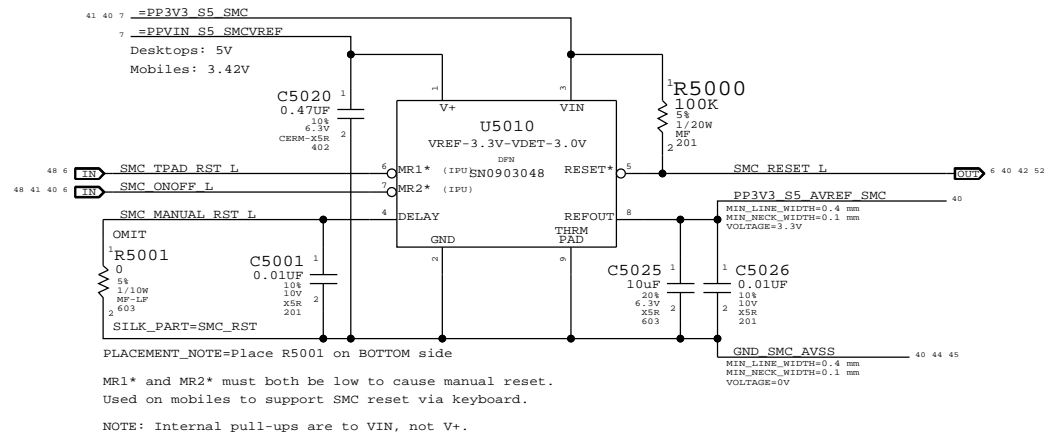 41 40 7 =PP3V3_S5_SMC
7 =PPVIN_S5_SMCVREF
Desktops: 5V
Mobiles: 3.42V
C5020 1
0.47UF
10%
6.3V 2
CERM-X5R
402
1
V+
3
VIN
U5010
VREF-3.3V-VDET-3.0V
DFN
SN0903048
1 R5000
100K
5%
1/20W
MF
2 201
48 6 IN SMC_TPAD_RST_L 6 MR1* (IPU)
RESET* 5 SMC_RESET_L OUT 6 40 42 52
48 41 40 6 IN SMC_ONOFF_L 7 MR2* (IPU)
PP3V3_S5_AVREF_SMC 40
MIN_LINE_WIDTH=0.4 mm
MIN_NECK_WIDTH=0.1 mm
VOLTAGE=3.3V
SMC_MANUAL_RST_L 4 DELAY
REFOUT 8
GND
2
THRM
PAD
9
OMIT
1 R5001
0
5%
1/10W
MF-LF
2 603
SILK_PART=SMC_RST
C5001 1
0.01UF
10%
10V 2
X5R
201
C5025 1
10uF
20%
6.3V 2
X5R
603
1 C5026
0.01UF
10%
2 10V
X5R
201
PLACEMENT_NOTE=Place R5001 on BOTTOM side
GND_SMC_AVSS 40 44 45
MIN_LINE_WIDTH=0.4 mm
MIN_NECK_WIDTH=0.1 mm
VOLTAGE=0V
MR1* and MR2* must both be low to cause manual reset.
Used on mobiles to support SMC reset via keyboard.
NOTE: Internal pull-ups are to VIN, not V+.